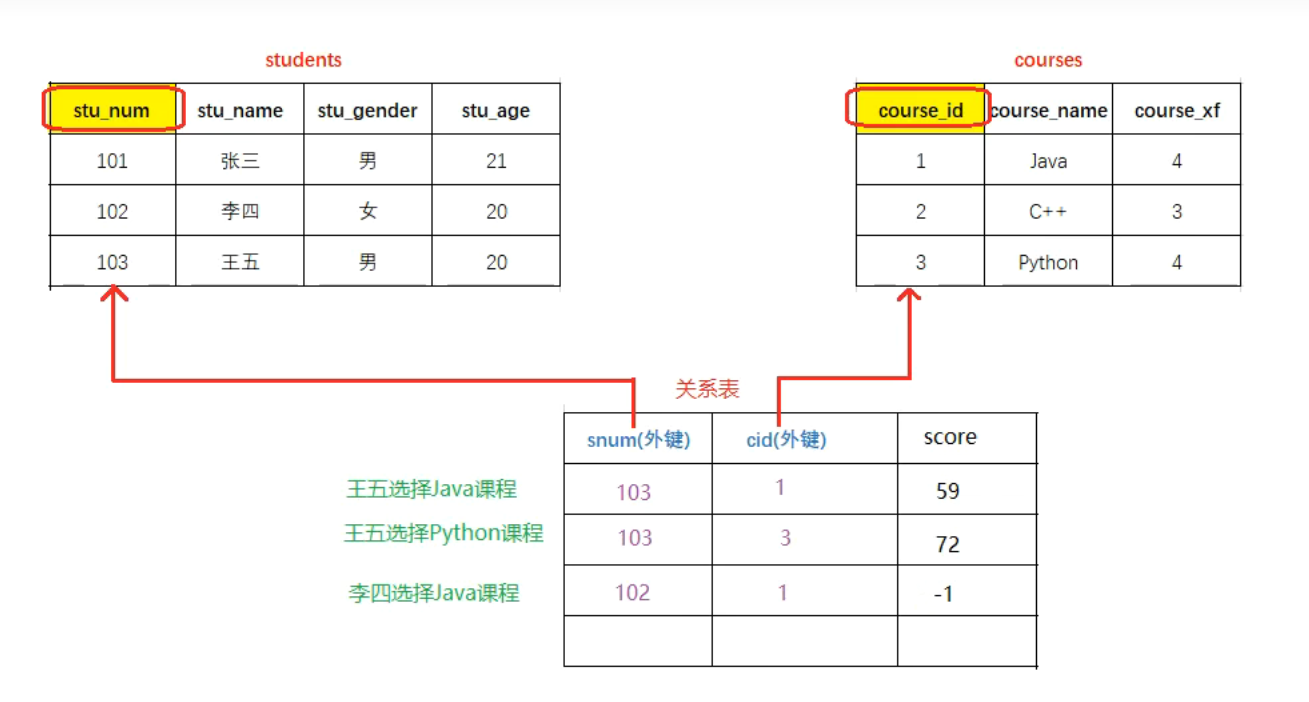 students
stu_num stu_name stu_gender stu_age
101 张三 男 21
102 李四 女 20
103 王五 男 20
courses
course_id course_name course_xf
1 Java 4
2 C++ 3
3 Python 4
关系表
snum(外键) cid(外键) score
王五选择Java课程 103 1 59
王五选择Python课程 103 3 72
李四选择Java课程 102 1 -1